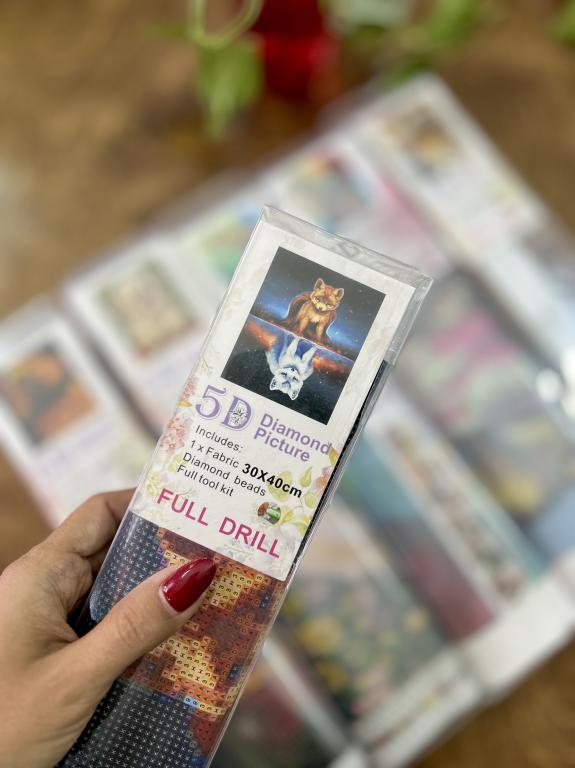 5D Diamond
Picture
Includes:
1 x Fabric 30X40cm
Diamond beads
Full tool kit
FULL DRILL